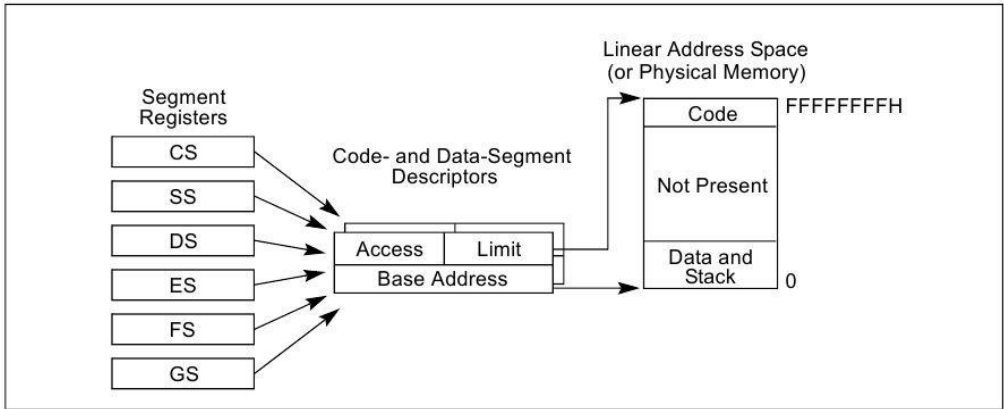 Segment
Registers
CS
SS
DS
ES
FS
GS
Code- and Data-Segment
Descriptors
Access
Limit
Base Address
Linear Address Space
(or Physical Memory)
Code
FFFFFFFFH
Not Present
Data and
Stack
0